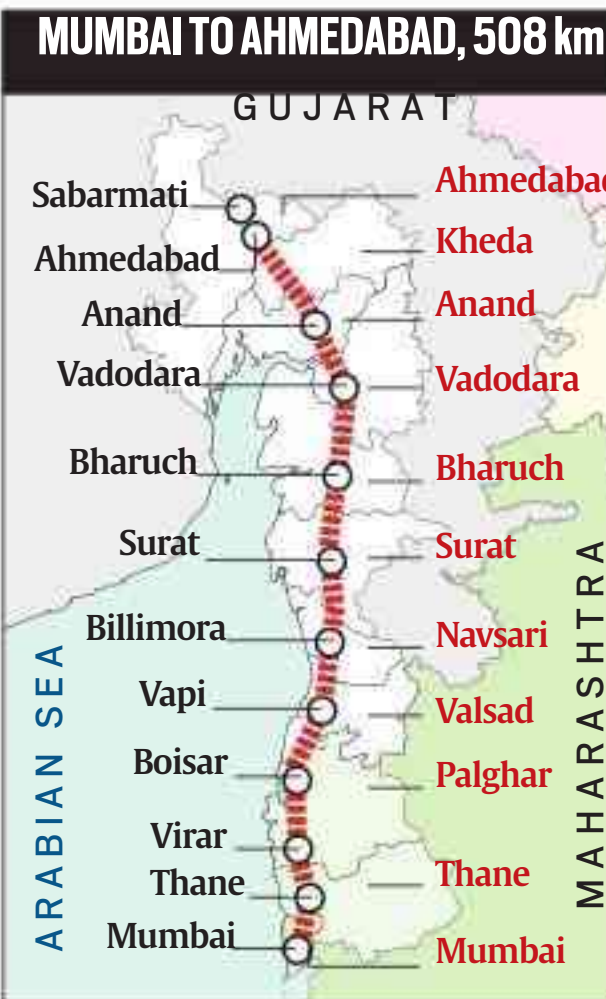 MUMBAI TO AHMEDABAD, 508 km
GUJARAT
Sabarmati
Ahmedabad
Anand
Vadodara
Bharuch
Surat
Billimora
Vapi
Boisar
Virar
Thane
Mumbai
Ahmedabad
Kheda
Anand
Vadodara
Bharuch
Surat
Navsari
Valsad
Palghar
Thane
Mumbai
ARABIAN SEA
MAHARASHTRA